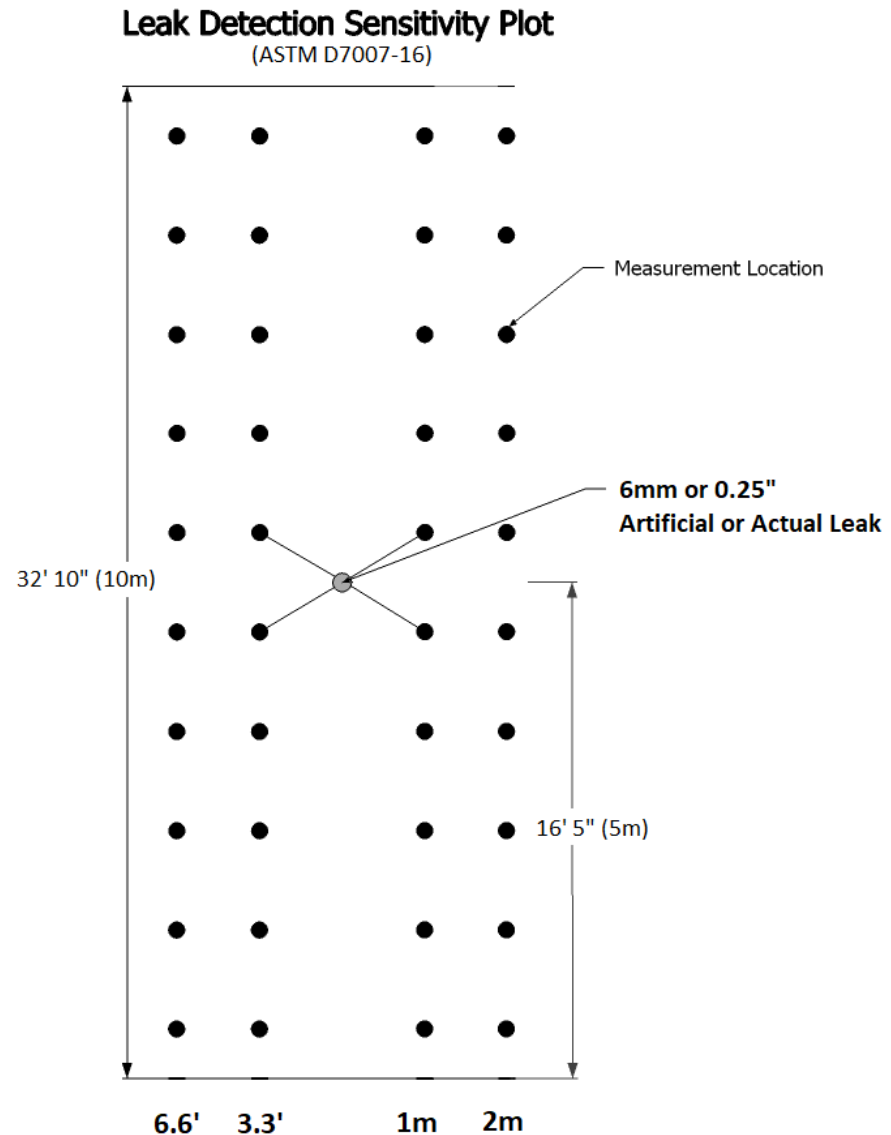 Leak Detection Sensitivity Plot
(ASTM D7007-16)
Measurement Location
6mm or 0.25"
Artificial or Actual Leak
32' 10" (10m)
16' 5" (5m)
6.6' 3.3' 1m 2m